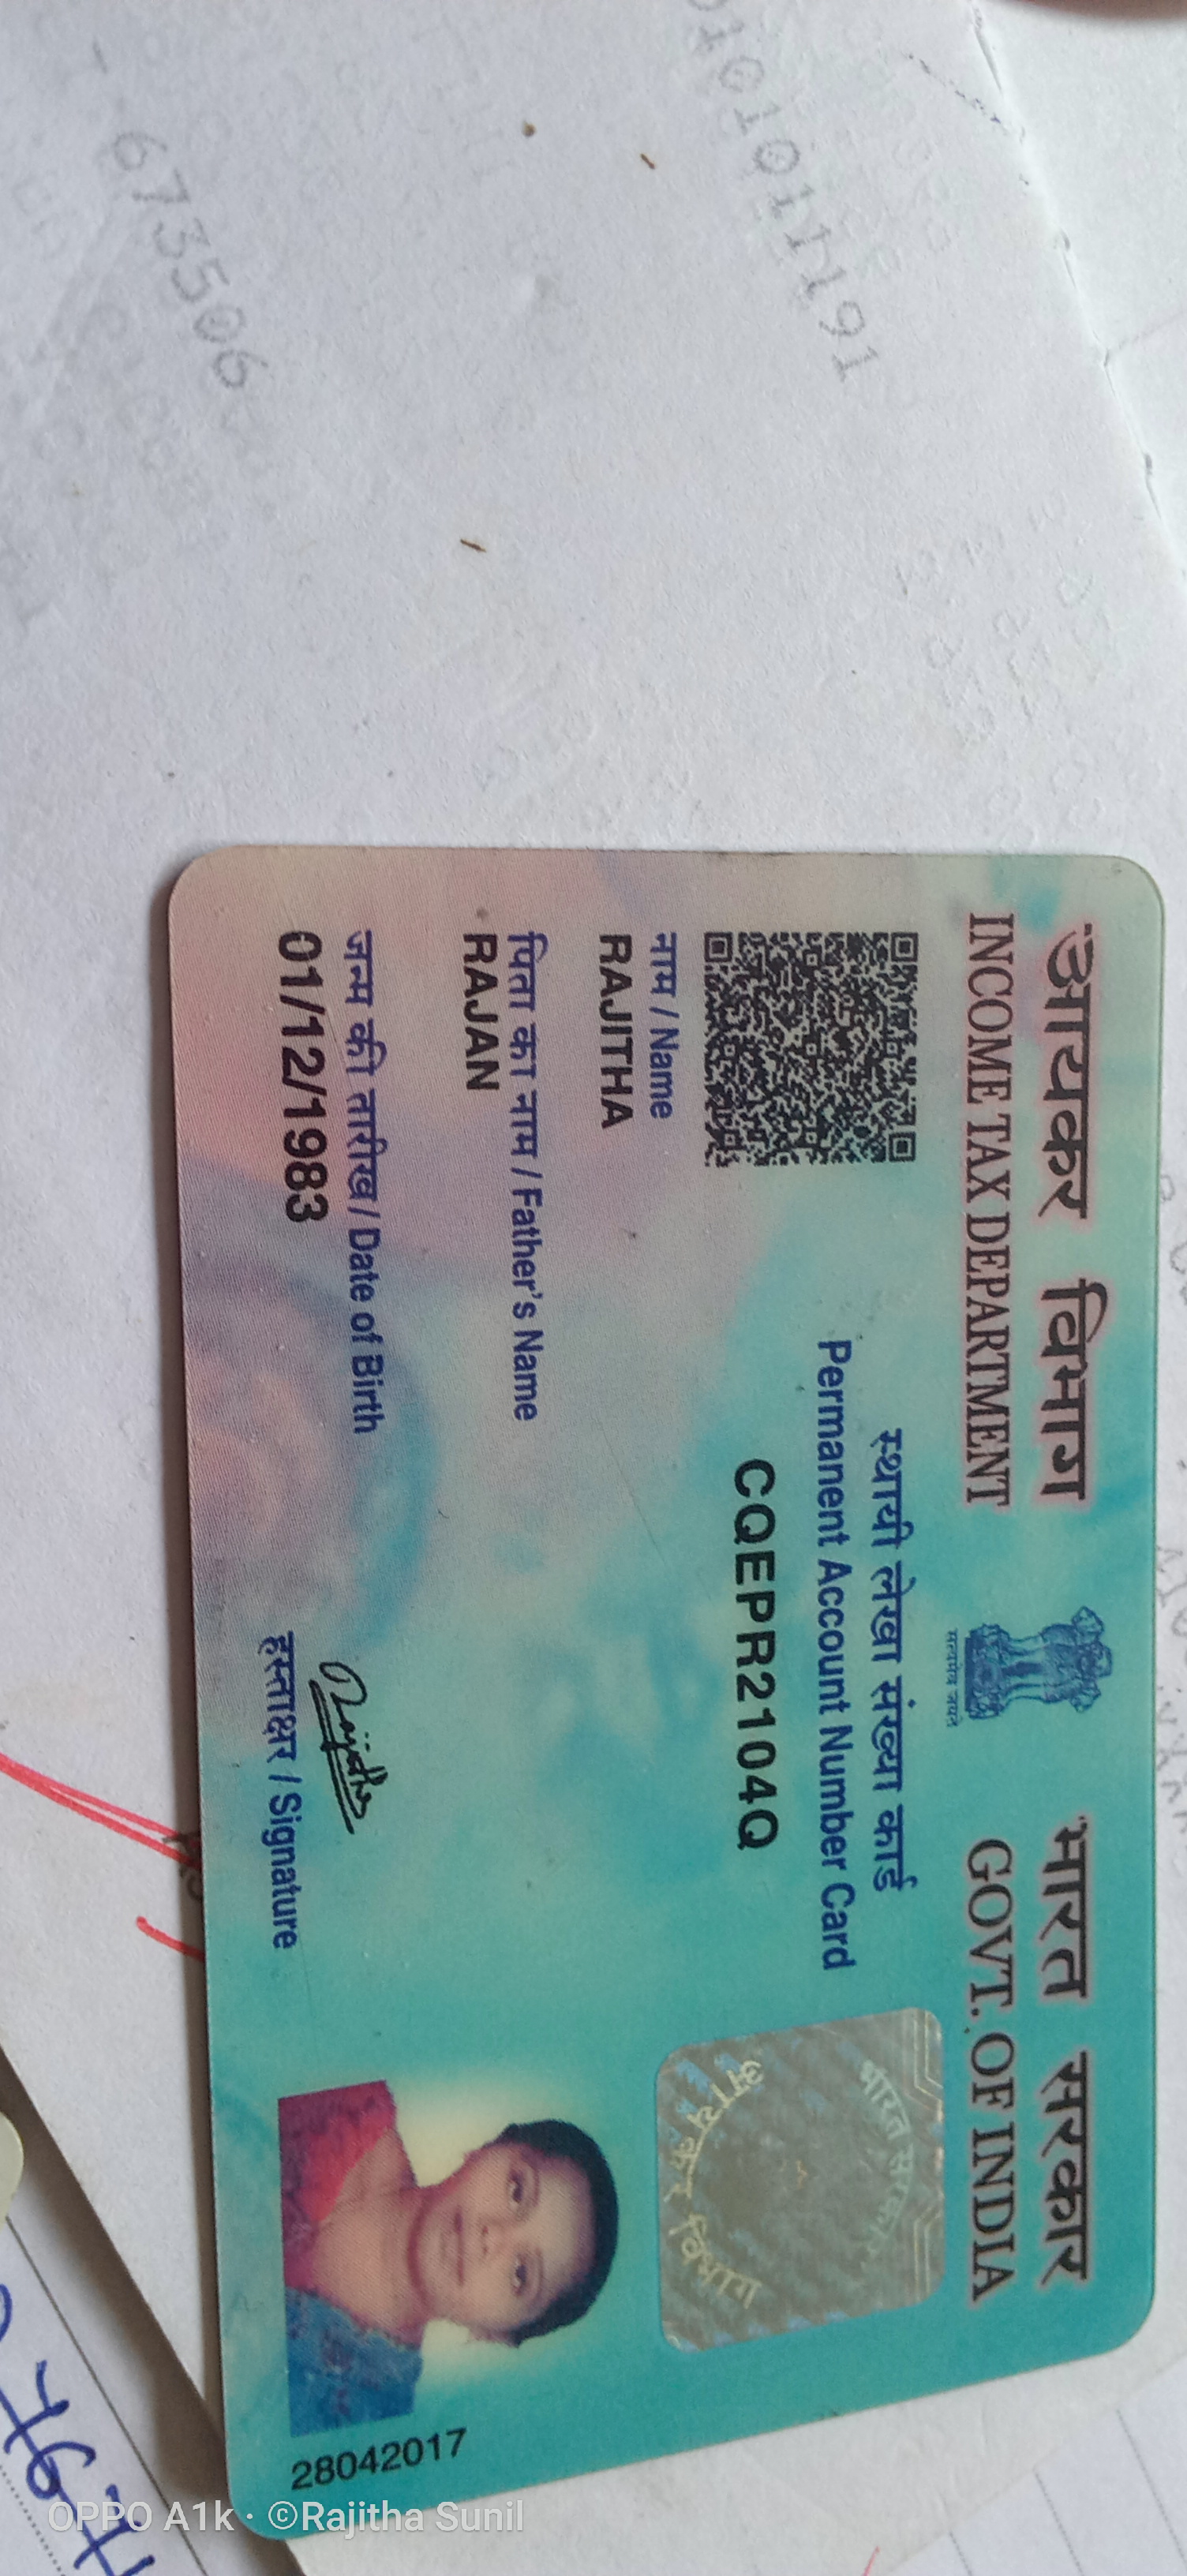 आयकर विभाग
INCOME TAX DEPARTMENT
भारत सरकार
GOVT. OF INDIA
सत्यमेव जयते
स्थायी लेखा संख्या कार्ड
Permanent Account Number Card
CQEPR2104Q
भारत सरकार
आयकर विभाग
नाम / Name
RAJITHA
पिता का नाम / Father's Name
RAJAN
जन्म की तारीख / Date of Birth
01/12/1983
Rajitha
हस्ताक्षर / Signature
28042017
673506
OPPO A1k · ©Rajitha Sunil